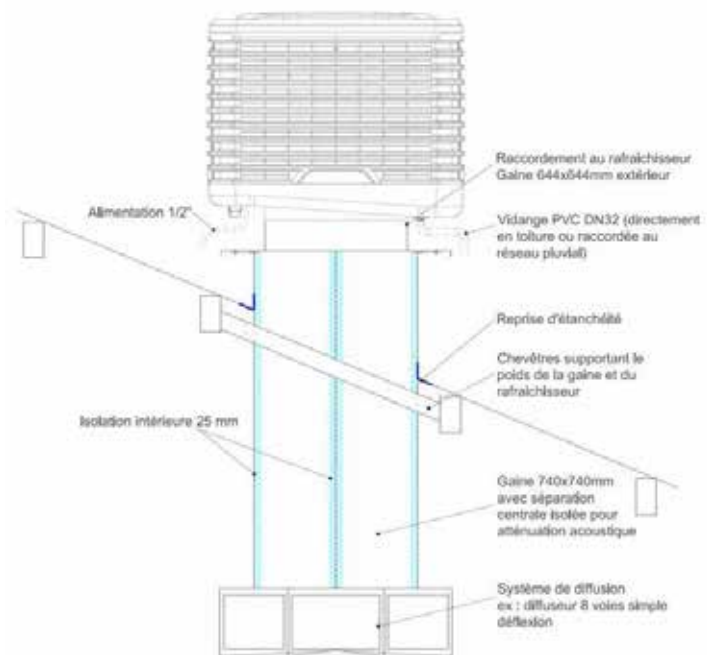 Raccordement au rafraichisseur
Gaine 644x644mm extérieur
Alimentation 1/2"
Vidange PVC DN32 (directement
en toiture ou raccordée au
réseau pluvial)
Reprise d'étanchéité
Chevêtres supportant le
poids de la gaine et du
rafraichisseur
Isolation intérieure 25 mm
Gaine 740x740mm
avec séparation
centrale isolée pour
atténuation acoustique
Système de diffusion
ex : diffuseur 8 voies simple
déflexion